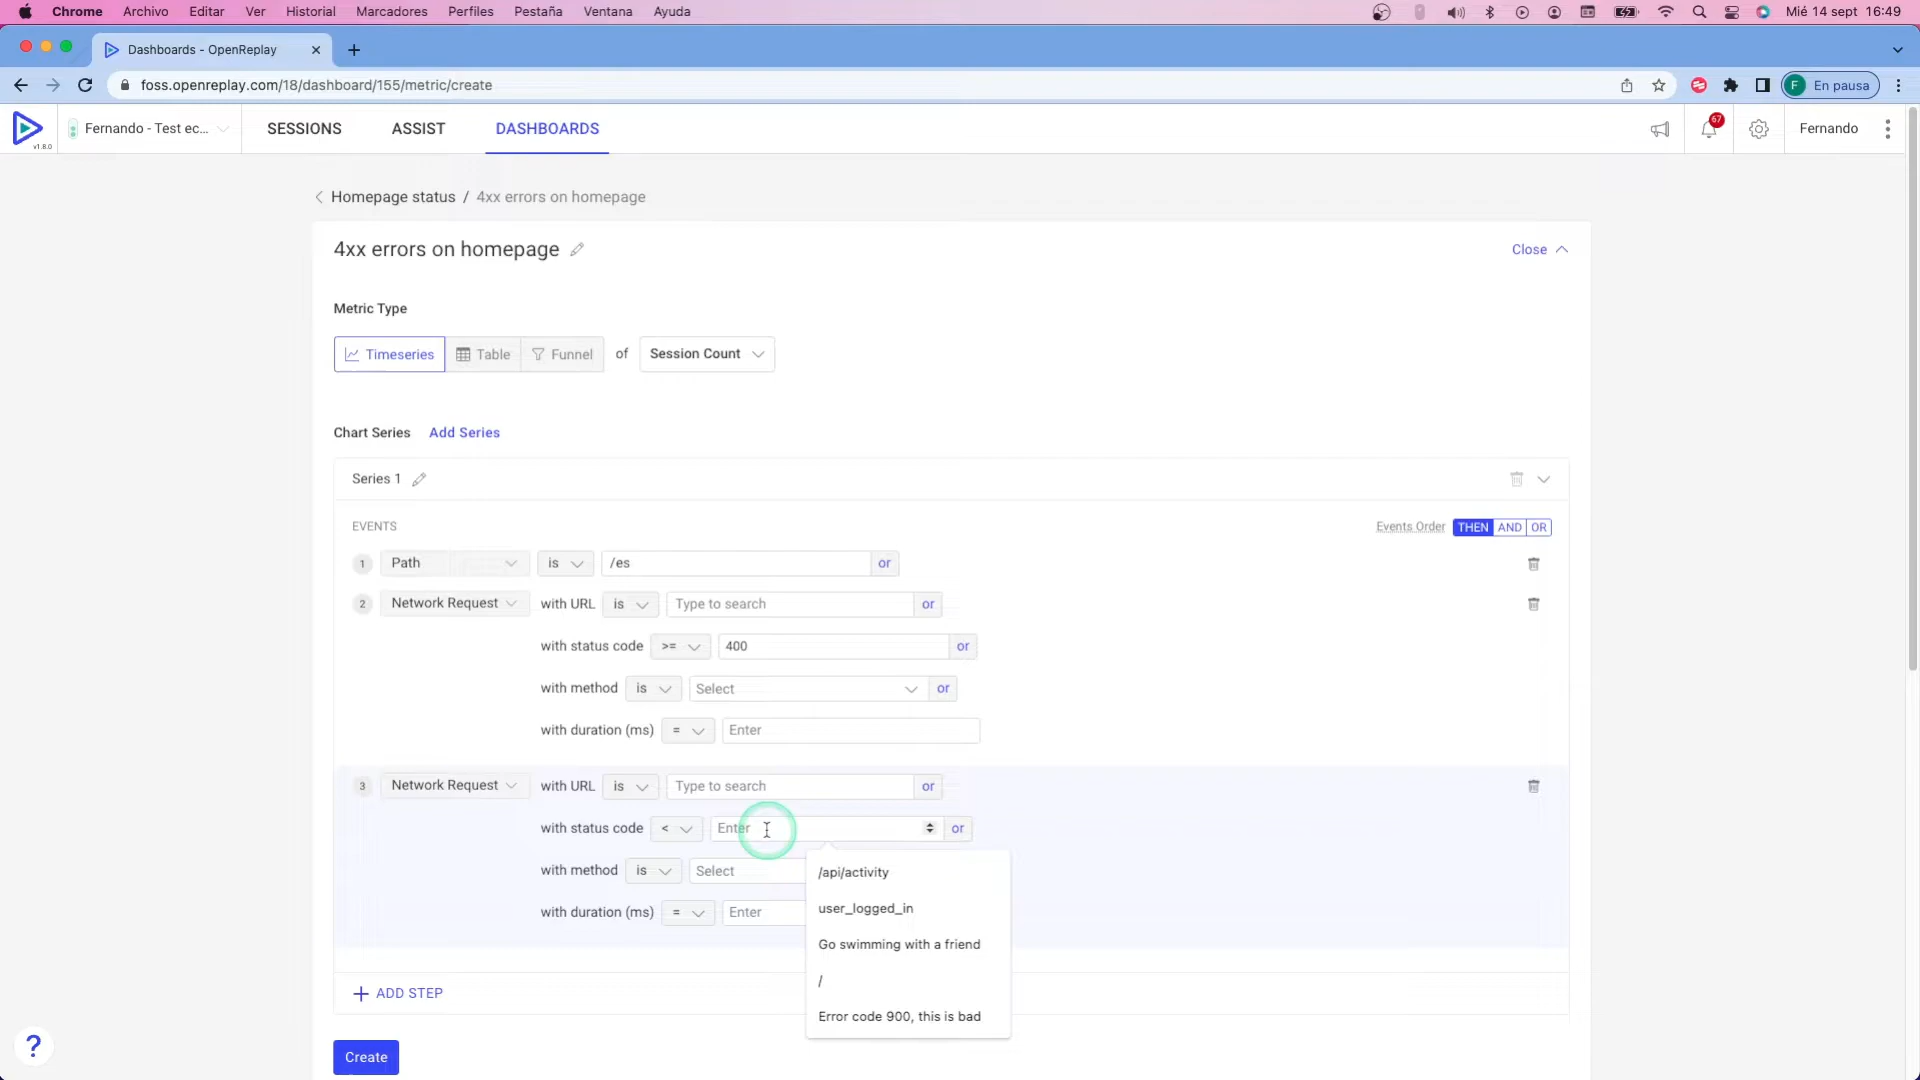 Chrome Archivo Editar Ver Historial Marcadores Perfiles Pestaña Ventana Ayuda Mié 14 sept 16:49
Dashboards - OpenReplay
foss.openreplay.com/18/dashboard/155/metric/create F En pausa
v1.8.0 Fernando - Test ec... SESSIONS ASSIST DASHBOARDS 67 Fernando
Homepage status / 4xx errors on homepage
4xx errors on homepage Close
Metric Type
Timeseries Table Funnel of Session Count
Chart Series Add Series
Series 1
EVENTS Events Order THEN AND OR
1 Path is /es or
2 Network Request with URL is Type to search or
with status code >= 400 or
with method is Select or
with duration (ms) = Enter
3 Network Request with URL is Type to search or
with status code < Enter or
with method is Select
/api/activity
with duration (ms) = Enter
user_logged_in
Go swimming with a friend
/
+ ADD STEP
Error code 900, this is bad
? Create